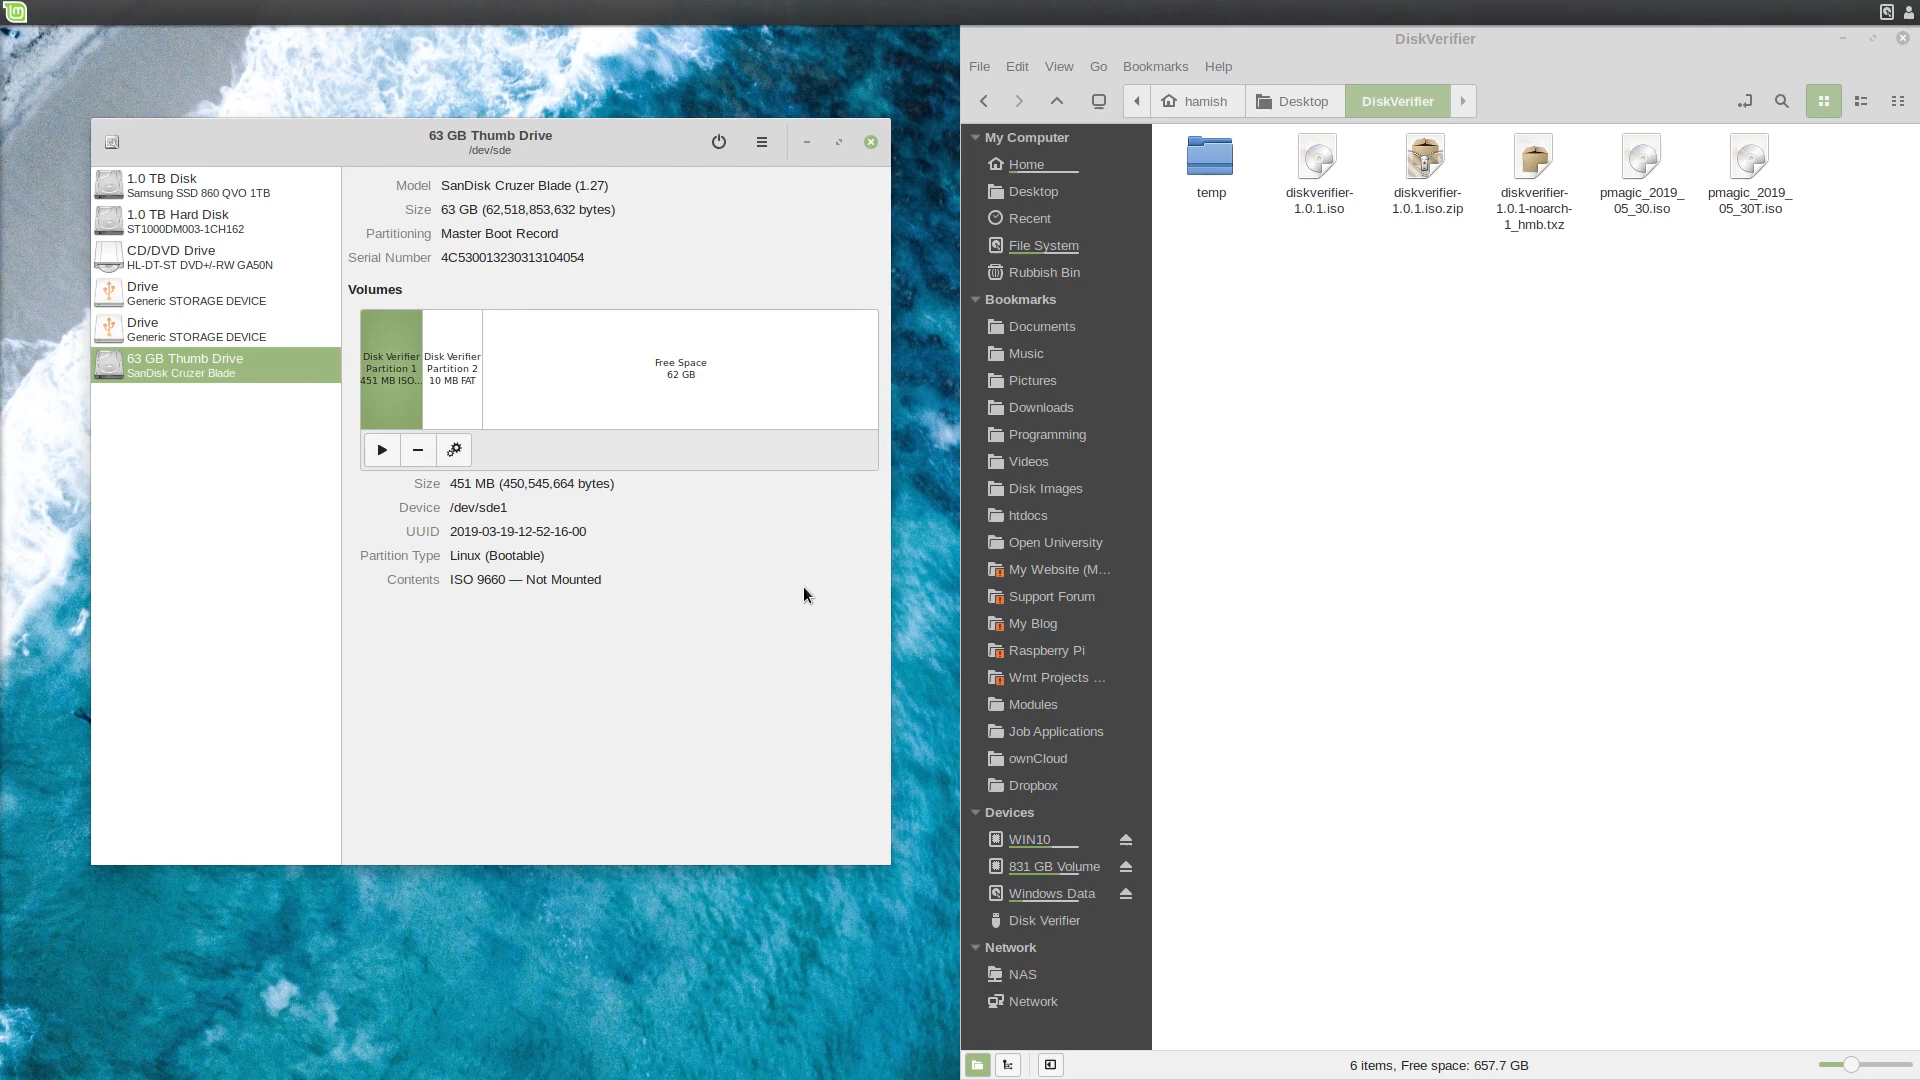 63 GB Thumb Drive
/dev/sde
1.0 TB Disk
Samsung SSD 860 QVO 1TB
1.0 TB Hard Disk
ST1000DM003-1CH162
CD/DVD Drive
HL-DT-ST DVD+/-RW GA50N
Drive
Generic STORAGE DEVICE
Drive
Generic STORAGE DEVICE
63 GB Thumb Drive
SanDisk Cruzer Blade
Model SanDisk Cruzer Blade (1.27)
Size 63 GB (62,518,853,632 bytes)
Partitioning Master Boot Record
Serial Number 4C530013230313104054
Volumes
Disk Verifier
Partition 1
451 MB ISO...
Disk Verifier
Partition 2
10 MB FAT
Free Space
62 GB
Size 451 MB (450,545,664 bytes)
Device /dev/sde1
UUID 2019-03-19-12-52-16-00
Partition Type Linux (Bootable)
Contents ISO 9660 — Not Mounted
DiskVerifier
File Edit View Go Bookmarks Help
hamish Desktop DiskVerifier
My Computer
Home
Desktop
Recent
File System
Rubbish Bin
Bookmarks
Documents
Music
Pictures
Downloads
Programming
Videos
Disk Images
htdocs
Open University
My Website (M...
Support Forum
My Blog
Raspberry Pi
Wmt Projects ...
Modules
Job Applications
ownCloud
Dropbox
Devices
WIN10
831 GB Volume
Windows Data
Disk Verifier
Network
NAS
Network
temp
diskverifier-
1.0.1.iso
diskverifier-
1.0.1.iso.zip
diskverifier-
1.0.1-noarch-
1_hmb.txz
pmagic_2019_
05_30.iso
pmagic_2019_
05_30T.iso
6 items, Free space: 657.7 GB